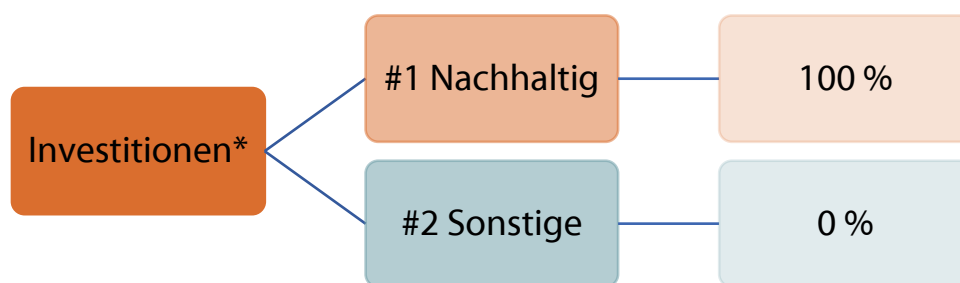 Investitionen*
#1 Nachhaltig
100 %
#2 Sonstige
0 %